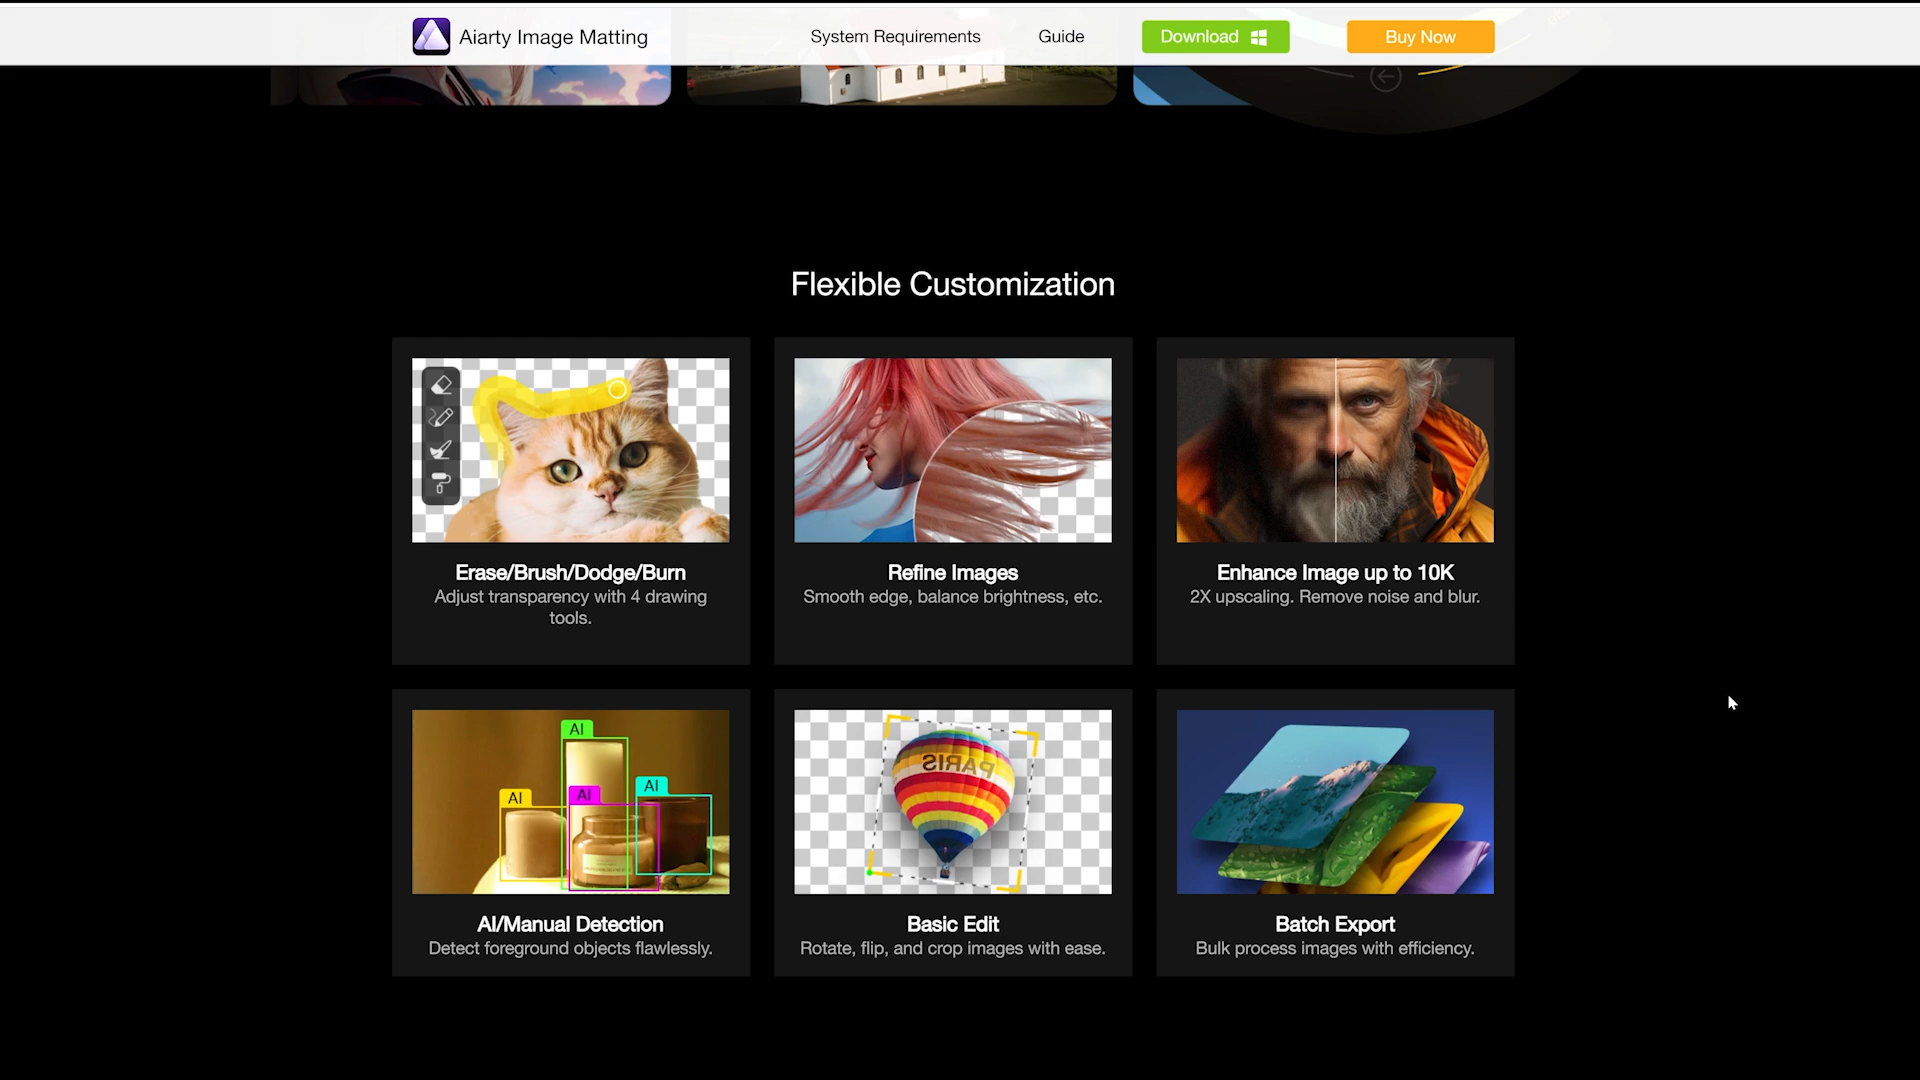 Aiarty Image Matting
System Requirements
Guide
Download
Buy Now
Flexible Customization
Erase/Brush/Dodge/Burn
Adjust transparency with 4 drawing
tools.
Refine Images
Smooth edge, balance brightness, etc.
Enhance Image up to 10K
2X upscaling. Remove noise and blur.
AI
AI
AI
AI
AI/Manual Detection
Detect foreground objects flawlessly.
PARIS
Basic Edit
Rotate, flip, and crop images with ease.
Batch Export
Bulk process images with efficiency.